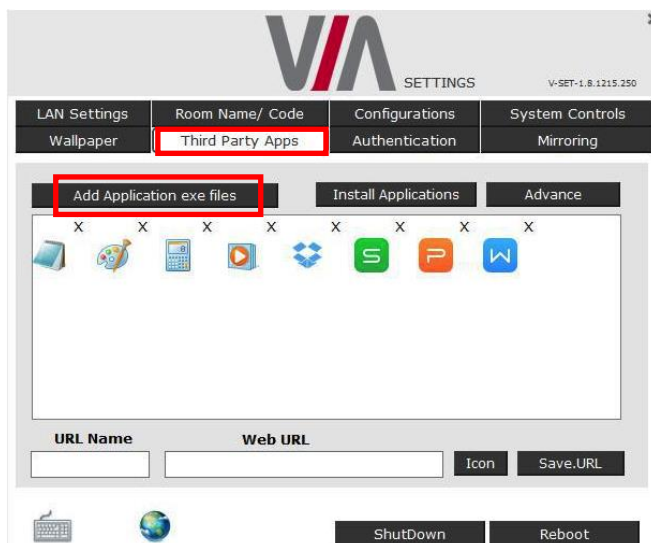 VIA
SETTINGS
V-SET-1.8.1215.250
LAN Settings Room Name/ Code Configurations System Controls
Wallpaper Third Party Apps Authentication Mirroring
Add Application exe files Install Applications Advance
X X X X X X X X
S P W
URL Name Web URL
Icon Save.URL
ShutDown Reboot